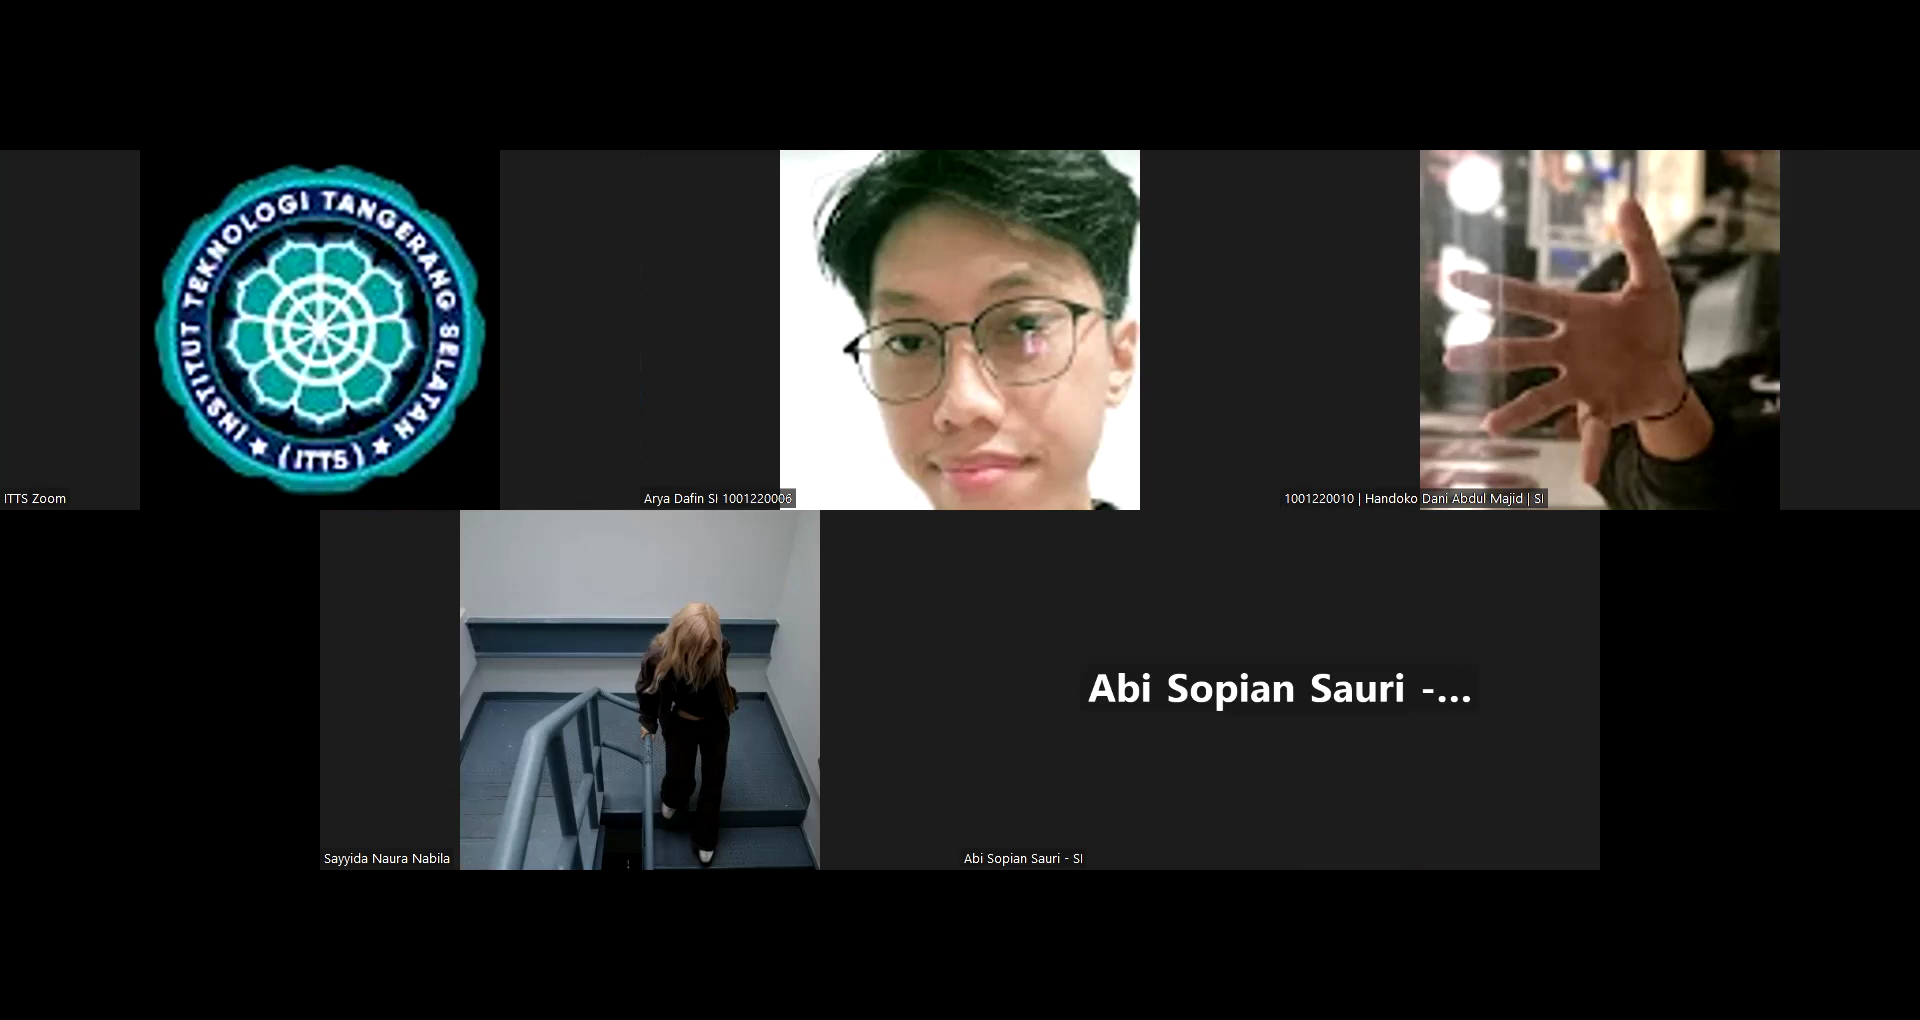 INSTITUT TEKNOLOGI TANGERANG SELATAN
(ITTS)
ITTS Zoom
Arya Dafin SI 1001220006
1001220010 | Handoko Dani Abdul Majid | SI
Abi Sopian Sauri -...
Sayyida Naura Nabila
Abi Sopian Sauri - SI